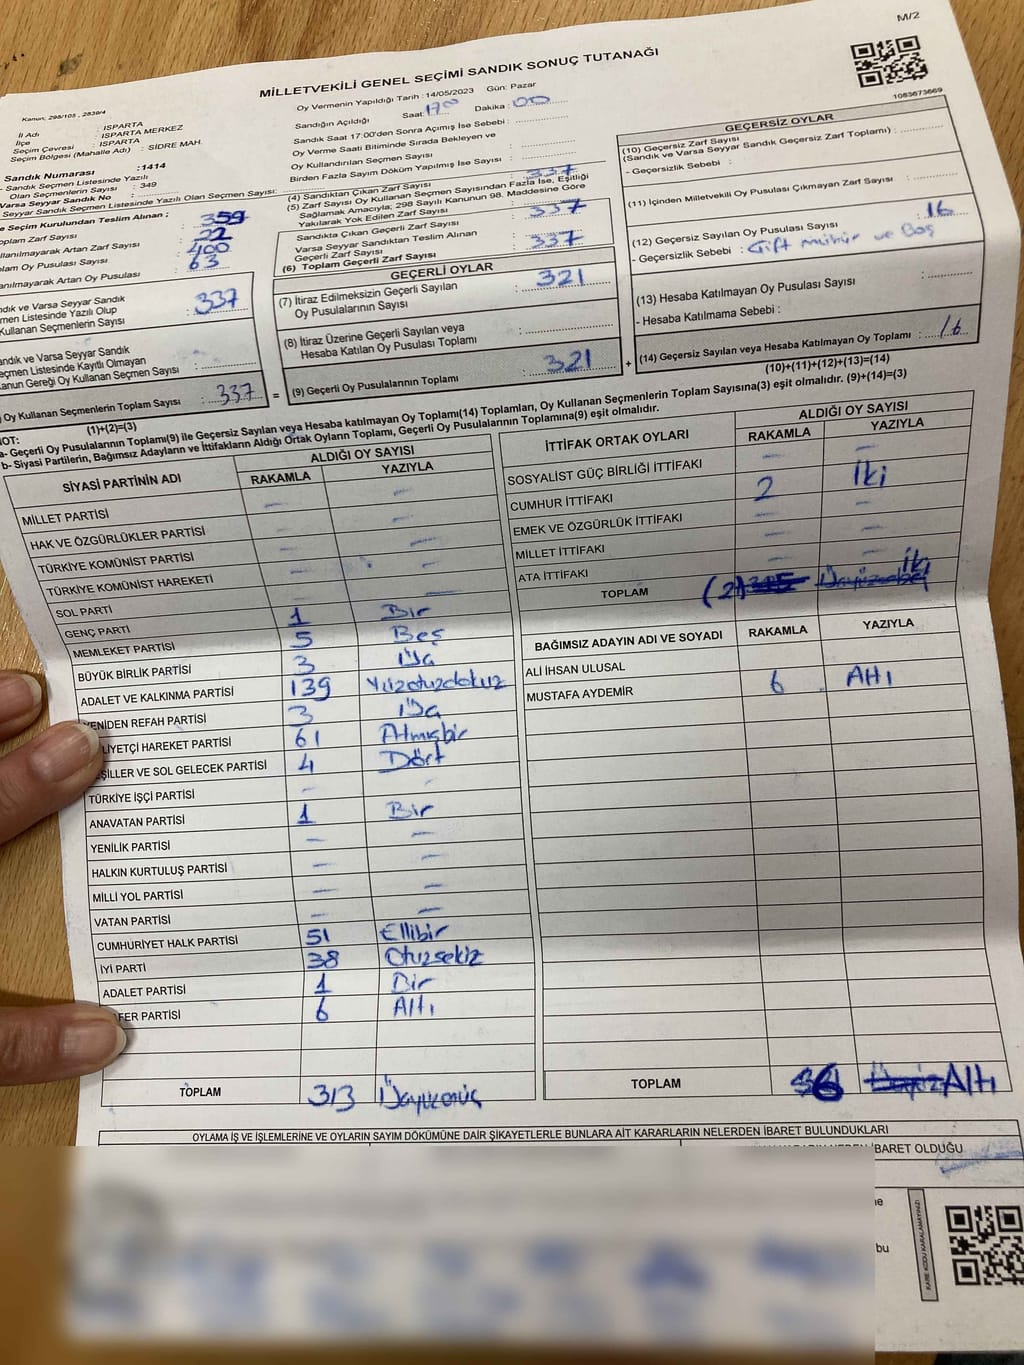 M/2
MİLLETVEKİLİ GENEL SEÇİMİ SANDIK SONUÇ TUTANAĞI
1083673669
Kanun; 298/105 , 2839/4
İl Adı : ISPARTA
İlçe : ISPARTA MERKEZ
Seçim Çevresi : ISPARTA
Seçim Bölgesi (Mahalle Adı) : SİDRE MAH.
Sandık Numarası :1414
- Sandık Seçmen Listesinde Yazılı
Olan Seçmenlerin Sayısı : 349
Varsa Seyyar Sandık No :
Seyyar Sandık Seçmen Listesinde Yazılı Olan Seçmen Sayısı:
e Seçim Kurulundan Teslim Alınan ;
oplam Zarf Sayısı : 359
llanılmayarak Artan Zarf Sayısı : 22
lam Oy Pusulası Sayısı : 400
anılmayarak Artan Oy Pusulası : 63
ndık ve Varsa Seyyar Sandık
men Listesinde Yazılı Olup
Kullanan Seçmenlerin Sayısı : 337
andık ve Varsa Seyyar Sandık
eçmen Listesinde Kayıtlı Olmayan
Kanun Gereği Oy Kullanan Seçmen Sayısı :
Oy Kullanan Seçmenlerin Toplam Sayısı : 337 =
(1)+(2)=(3)
Oy Vermenin Yapıldığı Tarih : 14/05/2023 Gün: Pazar
Sandığın Açıldığı Saat: 17 00 Dakika : 00
Sandık Saat 17:00'den Sonra Açımış İse Sebebi :
Oy Verme Saati Bitiminde Sırada Bekleyen ve
Oy Kullandırılan Seçmen Sayısı :
Birden Fazla Sayım Döküm Yapılmış İse Sayısı :
(4) Sandıktan Çıkan Zarf Sayısı : 337
(5) Zarf Sayısı Oy Kullanan Seçmen Sayısından Fazla İse, Eşitliği
Sağlamak Amacıyla; 298 Sayılı Kanunun 98. Maddesine Göre
Yakılarak Yok Edilen Zarf Sayısı :
Sandıkta Çıkan Geçerli Zarf Sayısı : 337
Varsa Seyyar Sandıktan Teslim Alınan
Geçerli Zarf Sayısı :
(6) Toplam Geçerli Zarf Sayısı : 337
GEÇERLİ OYLAR
(7) İtiraz Edilmeksizin Geçerli Sayılan
Oy Pusulalarının Sayısı : 321
(8) İtiraz Üzerine Geçerli Sayılan veya
Hesaba Katılan Oy Pusulası Toplamı :
(9) Geçerli Oy Pusulalarının Toplamı : 321 +
GEÇERSİZ OYLAR
(10) Geçersiz Zarf Sayısı
(Sandık ve Varsa Seyyar Sandık Geçersiz Zarf Toplamı) :
- Geçersizlik Sebebi :
(11) İçinden Milletvekili Oy Pusulası Çıkmayan Zarf Sayısı :
(12) Geçersiz Sayılan Oy Pusulası Sayısı : 16
- Geçersizlik Sebebi : Çift mühür ve Boş
(13) Hesaba Katılmayan Oy Pusulası Sayısı :
- Hesaba Katılmama Sebebi :
(14) Geçersiz Sayılan veya Hesaba Katılmayan Oy Toplamı : 16
(10)+(11)+(12)+(13)=(14)
NOT:
a- Geçerli Oy Pusulalarının Toplamı(9) ile Geçersiz Sayılan veya Hesaba katılmayan Oy Toplamı(14) Toplamları, Oy Kullanan Seçmenlerin Toplam Sayısına(3) eşit olmalıdır. (9)+(14)=(3)
b- Siyasi Partilerin, Bağımsız Adayların ve İttifakların Aldığı Ortak Oyların Toplamı, Geçerli Oy Pusulalarının Toplamına(9) eşit olmalıdır.
SİYASİ PARTİNİN ADI ALDIĞI OY SAYISI
RAKAMLA YAZIYLA
MİLLET PARTİSİ - -
HAK VE ÖZGÜRLÜKLER PARTİSİ - -
TÜRKİYE KOMÜNİST PARTİSİ - -
TÜRKİYE KOMÜNİST HAREKETİ - -
SOL PARTİ - -
GENÇ PARTİ 1 Bir
MEMLEKET PARTİSİ 5 Beş
BÜYÜK BİRLİK PARTİSİ 3 Üç
ADALET VE KALKINMA PARTİSİ 139 Yüzotuzdokuz
YENİDEN REFAH PARTİSİ 3 Üç
LİYETÇİ HAREKET PARTİSİ 61 Atmışbir
EŞİLLER VE SOL GELECEK PARTİSİ 4 Dört
TÜRKİYE İŞÇİ PARTİSİ - -
ANAVATAN PARTİSİ 1 Bir
YENİLİK PARTİSİ - -
HALKIN KURTULUŞ PARTİSİ - -
MİLLİ YOL PARTİSİ - -
VATAN PARTİSİ - -
CUMHURİYET HALK PARTİSİ 51 Ellibir
İYİ PARTİ 38 Otuzsekiz
ADALET PARTİSİ 1 Bir
FER PARTİSİ 6 Altı
TOPLAM 313 Üçyüzonüç
İTTİFAK ORTAK OYLARI ALDIĞI OY SAYISI
RAKAMLA YAZIYLA
SOSYALİST GÜÇ BİRLİĞİ İTTİFAKI - -
CUMHUR İTTİFAKI 2 İki
EMEK VE ÖZGÜRLÜK İTTİFAKI - -
MİLLET İTTİFAKI - -
ATA İTTİFAKI - -
TOPLAM (2) İki
BAĞIMSIZ ADAYIN ADI VE SOYADI RAKAMLA YAZIYLA
ALİ İHSAN ULUSAL
MUSTAFA AYDEMİR 6 Altı
TOPLAM 6 Altı
OYLAMA İŞ VE İŞLEMLERİNE VE OYLARIN SAYIM DÖKÜMÜNE DAİR ŞİKAYETLERLE BUNLARA AİT KARARLARIN NELERDEN İBARET BULUNDUKLARI
İBARET OLDUĞU
bu
KARE KODU KARALAMAYINIZ!